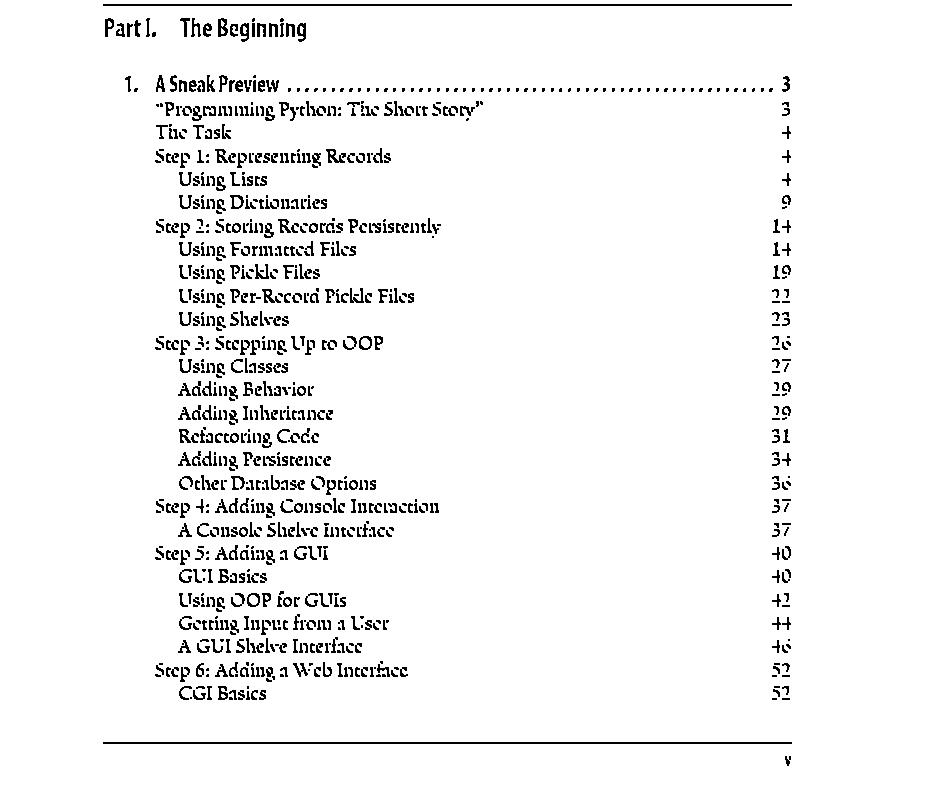 Part I. The Beginning
1. A Sneak Preview . . . . . . . . . . . . . . . . . . . . . . . . . . . . . . . . . . . . . . . . . . . . . . . . . . . . . . . . 3
“Programming Python: The Short Story” 3
The Task 4
Step 1: Representing Records 4
Using Lists 4
Using Dictionaries 9
Step 2: Storing Records Persistently 14
Using Formatted Files 14
Using Pickle Files 19
Using Per-Record Pickle Files 22
Using Shelves 23
Step 3: Stepping Up to OOP 26
Using Classes 27
Adding Behavior 29
Adding Inheritance 29
Refactoring Code 31
Adding Persistence 34
Other Database Options 36
Step 4: Adding Console Interaction 37
A Console Shelve Interface 37
Step 5: Adding a GUI 40
GUI Basics 40
Using OOP for GUIs 42
Getting Input from a User 44
A GUI Shelve Interface 46
Step 6: Adding a Web Interface 52
CGI Basics 52
v